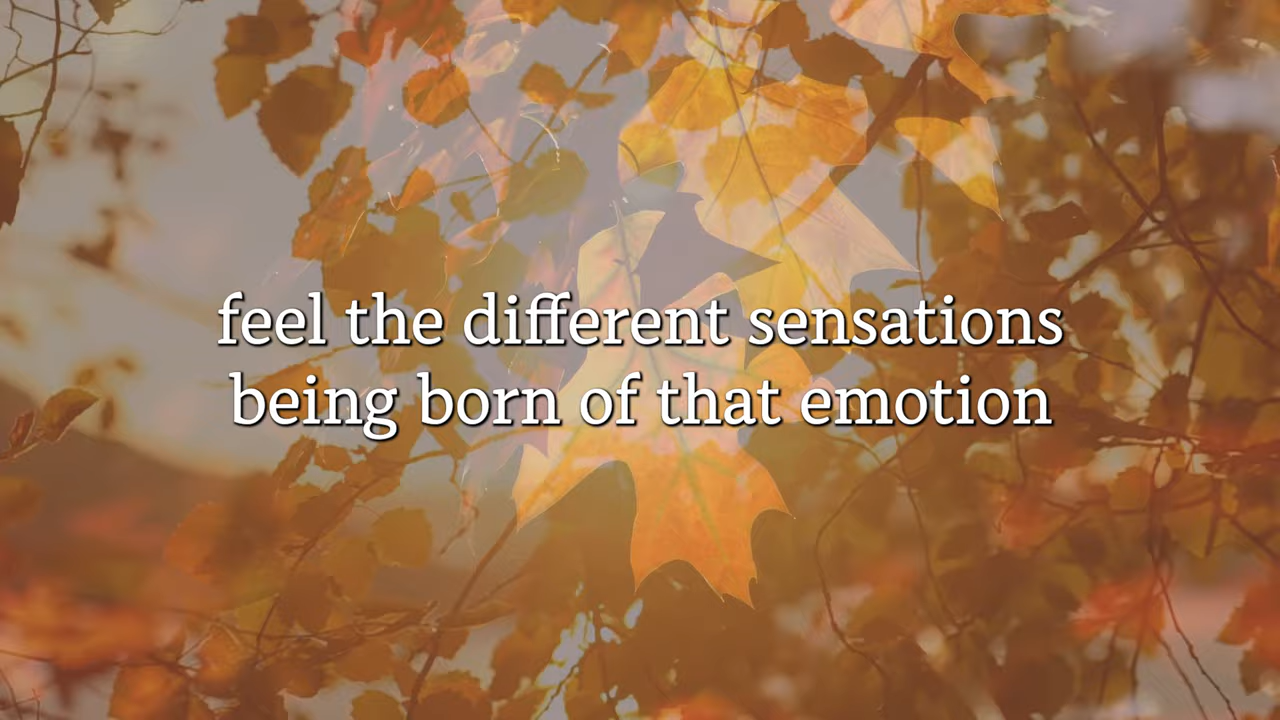 feel the different sensations
being born of that emotion